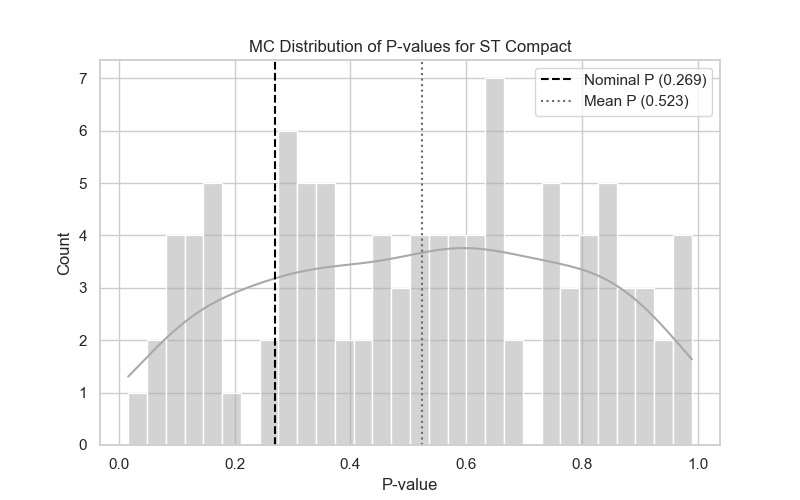 MC Distribution of P-values for ST Compact
Nominal P (0.269)
Mean P (0.523)
7
6
5
4
3
2
1
0
Count
0.0 0.2 0.4 0.6 0.8 1.0
P-value